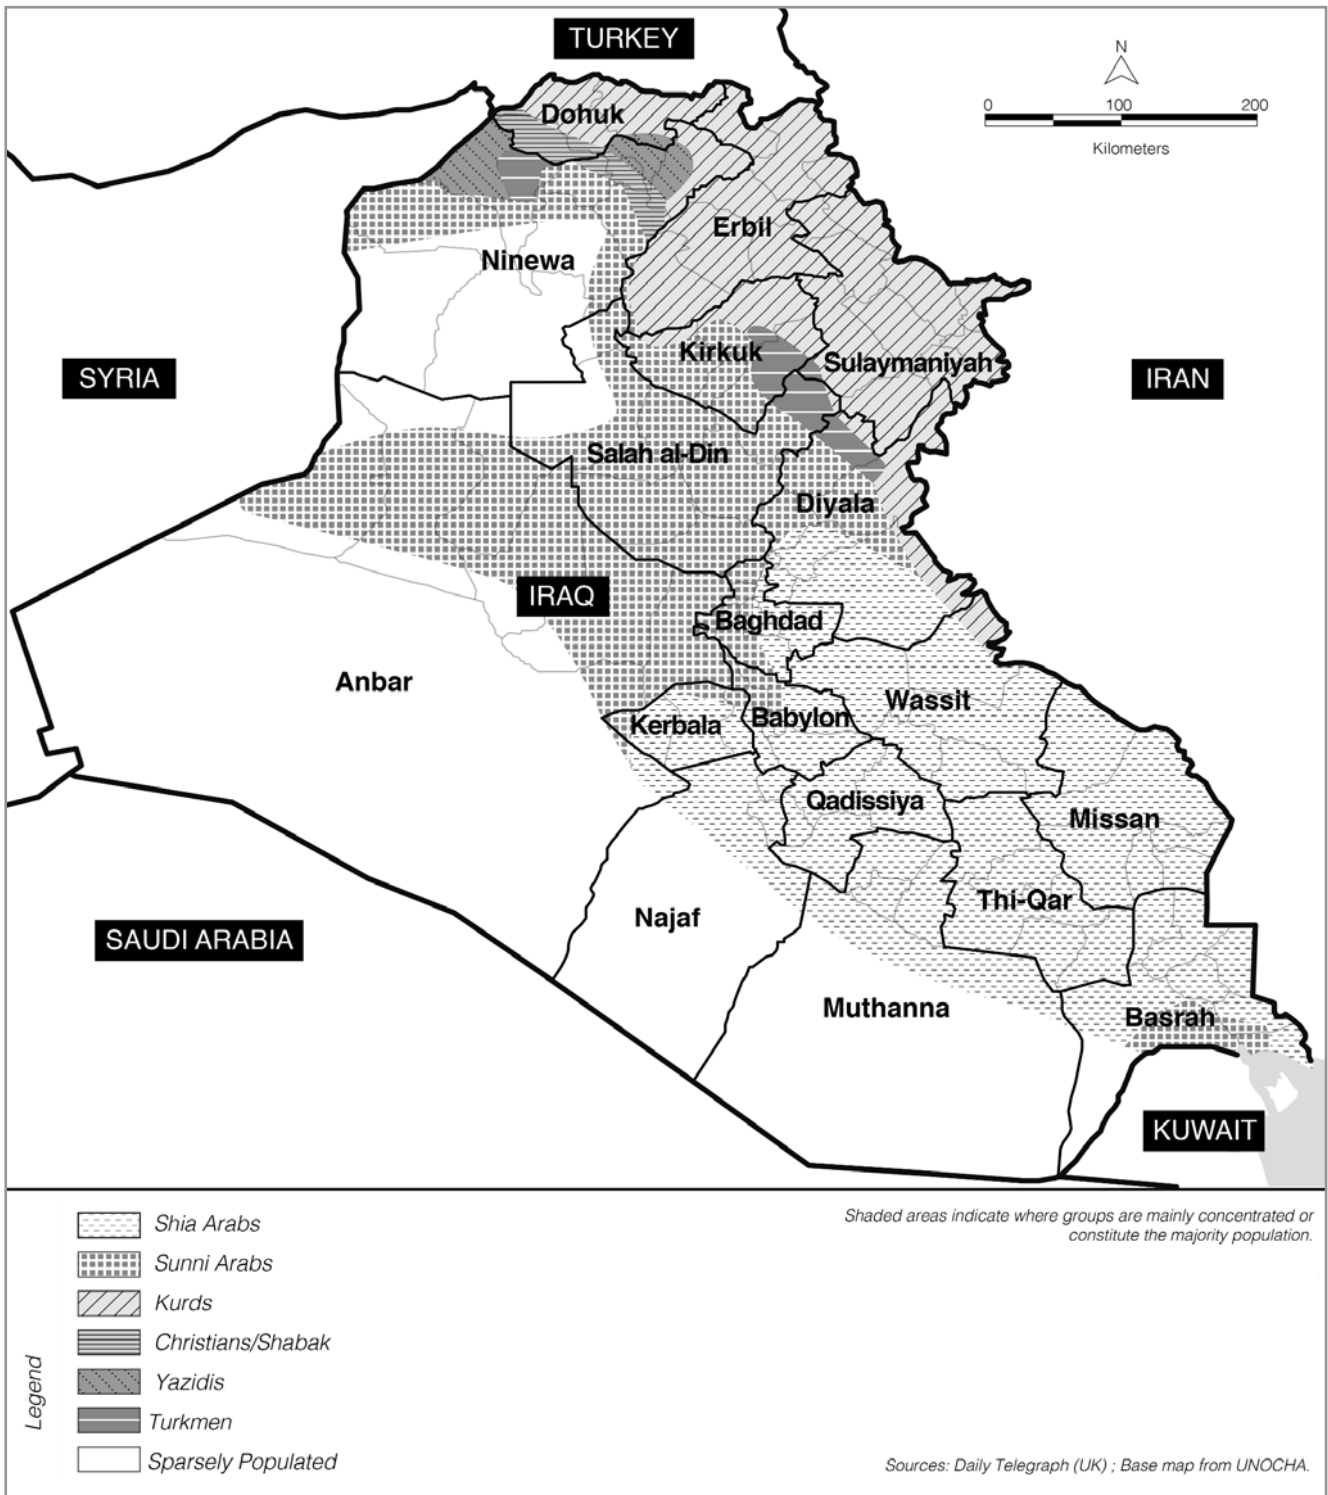 TURKEY
N
0 100 200
Kilometers
Dohuk
Erbil
Ninewa
SYRIA
Kirkuk
Sulaymaniyah
IRAN
Salah al-Din
Diyala
IRAQ
Baghdad
Anbar
Wassit
Kerbala
Babylon
Qadissiya
Missan
Thi-Qar
Najaf
SAUDI ARABIA
Muthanna
Basrah
KUWAIT
Legend
Shia Arabs
Sunni Arabs
Kurds
Christians/Shabak
Yazidis
Turkmen
Sparsely Populated
Shaded areas indicate where groups are mainly concentrated or
constitute the majority population.
Sources: Daily Telegraph (UK) ; Base map from UNOCHA.